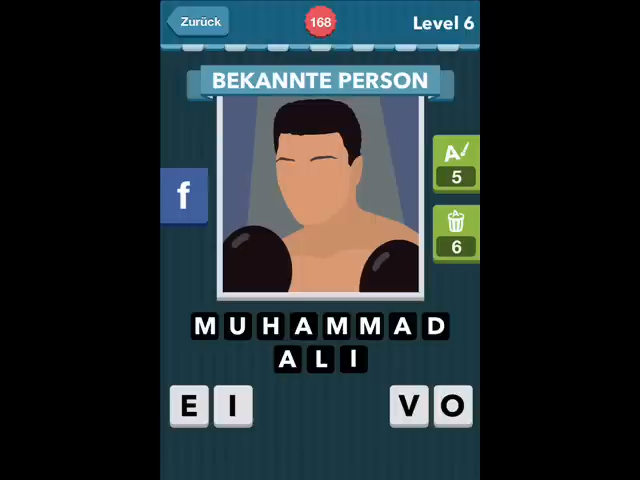 Zurück
168
Level 6
BEKANNTE PERSON
A
5
f
6
MUHAMMAD
ALI
E I V O